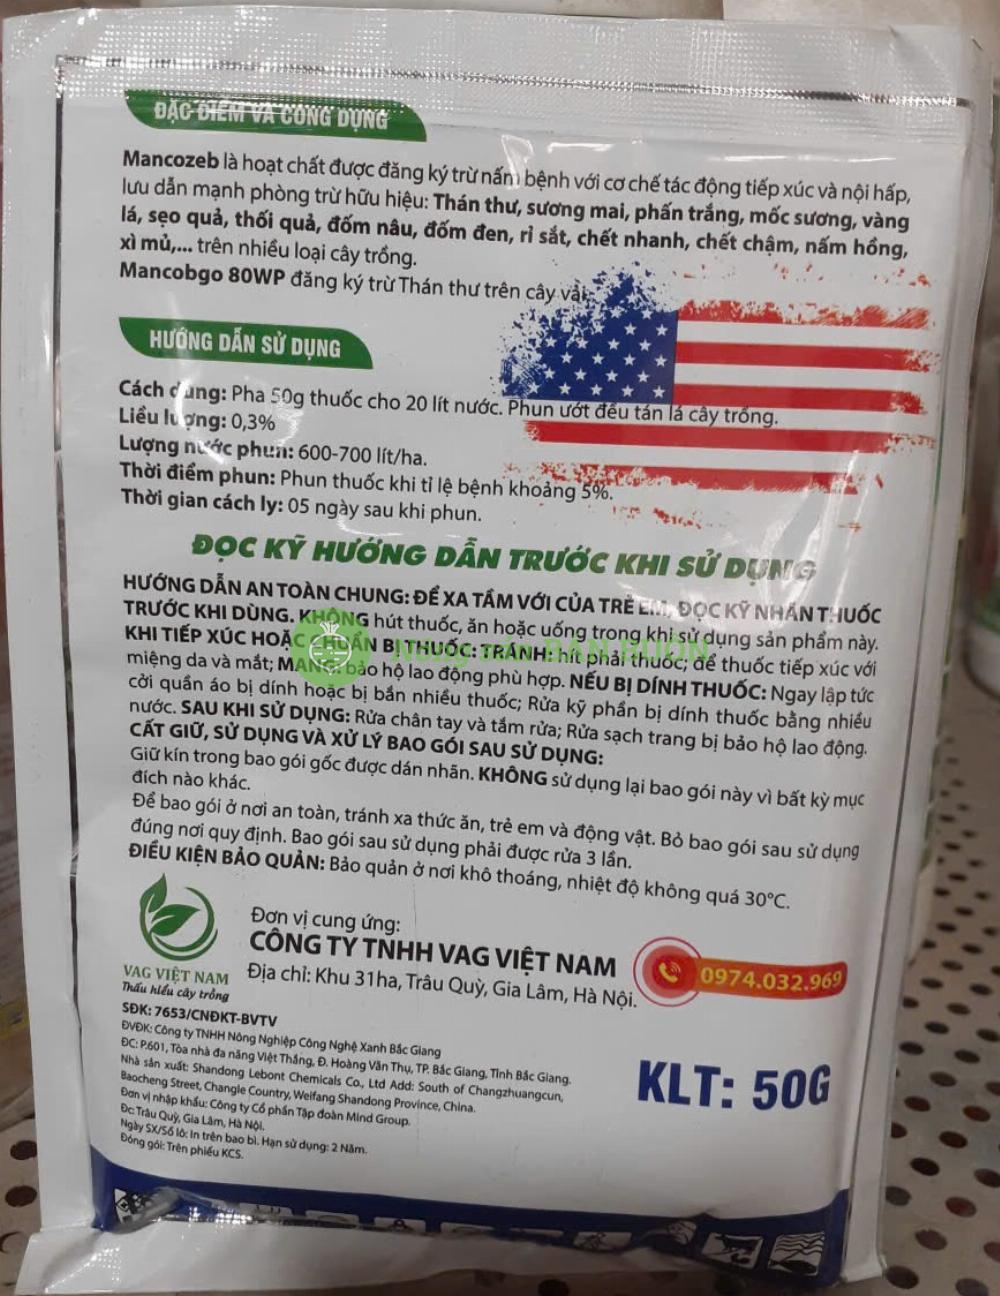 ĐẶC ĐIỂM VÀ CÔNG DỤNG
Mancozeb là hoạt chất được đăng ký trừ nấm bệnh với cơ chế tác động tiếp xúc và nội hấp,
lưu dẫn mạnh phòng trừ hữu hiệu: Thán thư, sương mai, phấn trắng, mốc sương, vàng
lá, sẹo quả, thối quả, đốm nâu, đốm đen, rỉ sắt, chết nhanh, chết chậm, nấm hồng,
xì mủ,... trên nhiều loại cây trồng.
Mancobgo 80WP đăng ký trừ Thán thư trên cây vải.
HƯỚNG DẪN SỬ DỤNG
Cách dùng: Pha 50g thuốc cho 20 lít nước. Phun ướt đều tán lá cây trồng.
Liều lượng: 0,3%
Lượng nước phun: 600-700 lít/ha.
Thời điểm phun: Phun thuốc khi tỉ lệ bệnh khoảng 5%.
Thời gian cách ly: 05 ngày sau khi phun.
ĐỌC KỸ HƯỚNG DẪN TRƯỚC KHI SỬ DỤNG
HƯỚNG DẪN AN TOÀN CHUNG: ĐỂ XA TẦM VỚI CỦA TRẺ EM, ĐỌC KỸ NHÃN THUỐC
TRƯỚC KHI DÙNG. KHÔNG hút thuốc, ăn hoặc uống trong khi sử dụng sản phẩm này.
KHI TIẾP XÚC HOẶC CHUẨN BỊ THUỐC: TRÁNH: hít phải thuốc; để thuốc tiếp xúc với
miệng da và mắt; MANG: bảo hộ lao động phù hợp. NẾU BỊ DÍNH THUỐC: Ngay lập tức
cởi quần áo bị dính hoặc bị bắn nhiều thuốc; Rửa kỹ phần bị dính thuốc bằng nhiều
nước. SAU KHI SỬ DỤNG: Rửa chân tay và tắm rửa; Rửa sạch trang bị bảo hộ lao động.
CẤT GIỮ, SỬ DỤNG VÀ XỬ LÝ BAO GÓI SAU SỬ DỤNG:
Giữ kín trong bao gói gốc được dán nhãn. KHÔNG sử dụng lại bao gói này vì bất kỳ mục
đích nào khác.
Để bao gói ở nơi an toàn, tránh xa thức ăn, trẻ em và động vật. Bỏ bao gói sau sử dụng
đúng nơi quy định. Bao gói sau sử dụng phải được rửa 3 lần.
ĐIỀU KIỆN BẢO QUẢN: Bảo quản ở nơi khô thoáng, nhiệt độ không quá 30°C.
Nông sản BÁN BUÔN
VAG VIỆT NAM
Thấu hiểu cây trồng
Đơn vị cung ứng:
CÔNG TY TNHH VAG VIỆT NAM
Địa chỉ: Khu 31ha, Trâu Quỳ, Gia Lâm, Hà Nội.
0974.032.969
SĐK: 7653/CNĐKT-BVTV
ĐVĐK: Công ty TNHH Nông Nghiệp Công Nghệ Xanh Bắc Giang
ĐC: P.601, Tòa nhà đa năng Việt Thắng, Đ. Hoàng Văn Thụ, TP. Bắc Giang, Tỉnh Bắc Giang.
Nhà sản xuất: Shandong Lebont Chemicals Co., Ltd Add: South of Changzhuangcun,
Baocheng Street, Changle Country, Weifang Shandong Province, China.
Đơn vị nhập khẩu: Công ty Cổ phần Tập đoàn Mind Group.
Đc: Trâu Quỳ, Gia Lâm, Hà Nội.
Ngày SX/Số lô: In trên bao bì. Hạn sử dụng: 2 Năm.
Đóng gói: Trên phiếu KCS.
KLT: 50G